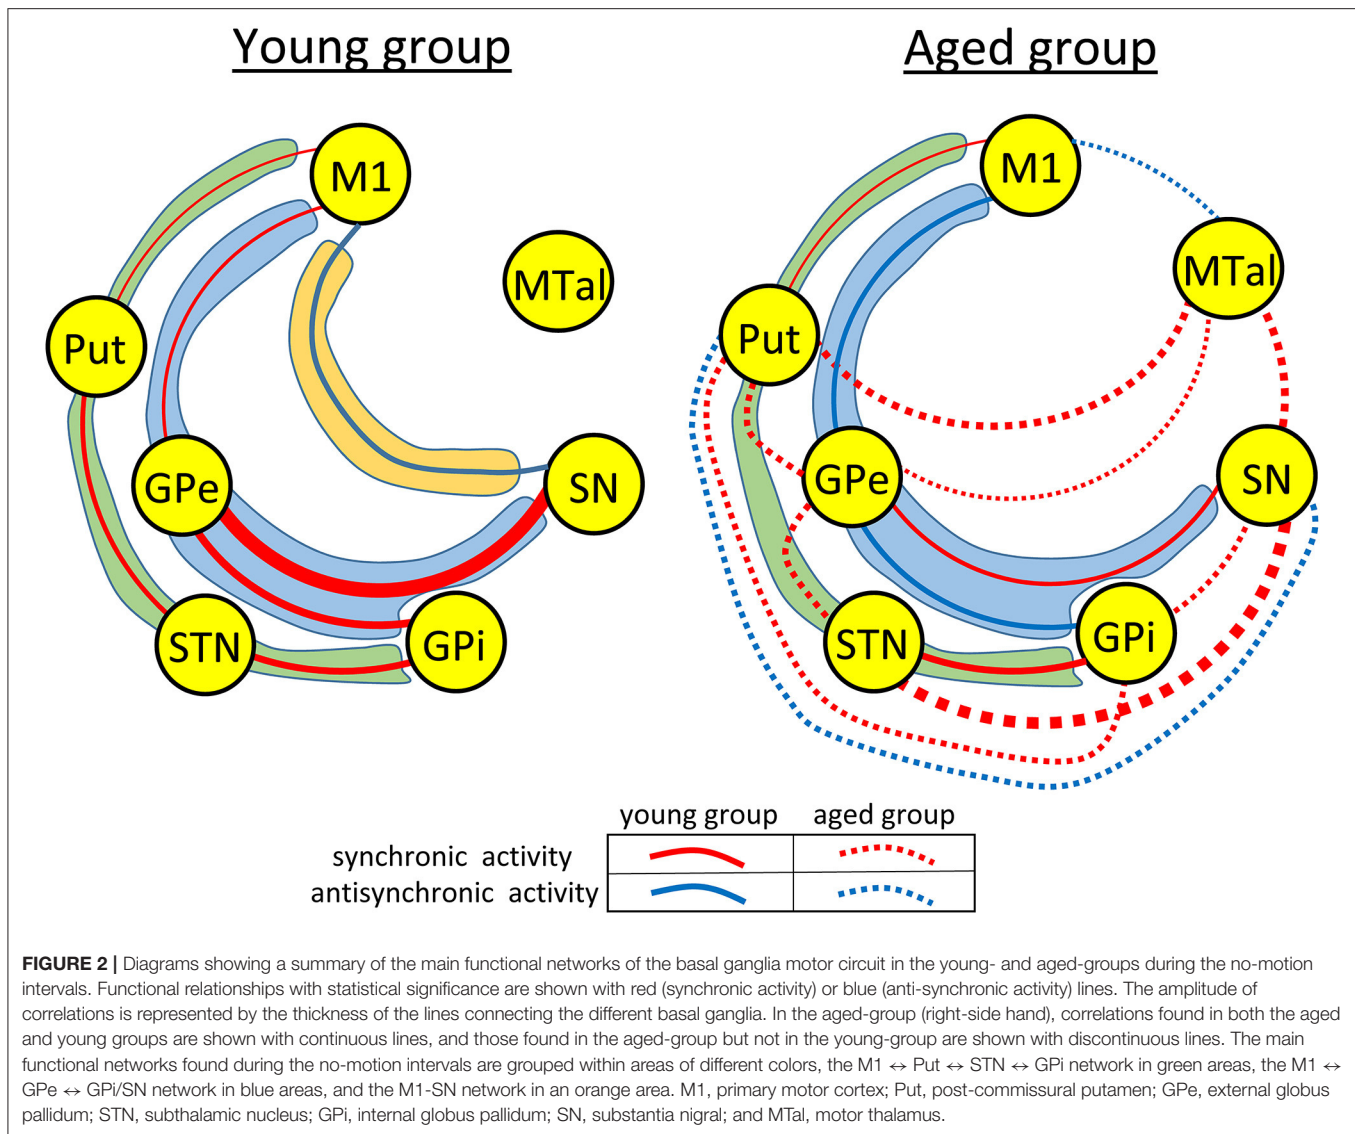 Young group
Aged group
M1
MTal
Put
GPe
SN
STN
GPi
M1
MTal
Put
GPe
SN
STN
GPi
young group
aged group
synchronic activity
antisynchronic activity
FIGURE 2 | Diagrams showing a summary of the main functional networks of the basal ganglia motor circuit in the young- and aged-groups during the no-motion
intervals. Functional relationships with statistical significance are shown with red (synchronic activity) or blue (anti-synchronic activity) lines. The amplitude of
correlations is represented by the thickness of the lines connecting the different basal ganglia. In the aged-group (right-side hand), correlations found in both the aged
and young groups are shown with continuous lines, and those found in the aged-group but not in the young-group are shown with discontinuous lines. The main
functional networks found during the no-motion intervals are grouped within areas of different colors, the M1 ↔ Put ↔ STN ↔ GPi network in green areas, the M1 ↔
GPe ↔ GPi/SN network in blue areas, and the M1-SN network in an orange area. M1, primary motor cortex; Put, post-commissural putamen; GPe, external globus
pallidum; STN, subthalamic nucleus; GPi, internal globus pallidum; SN, substantia nigral; and MTal, motor thalamus.